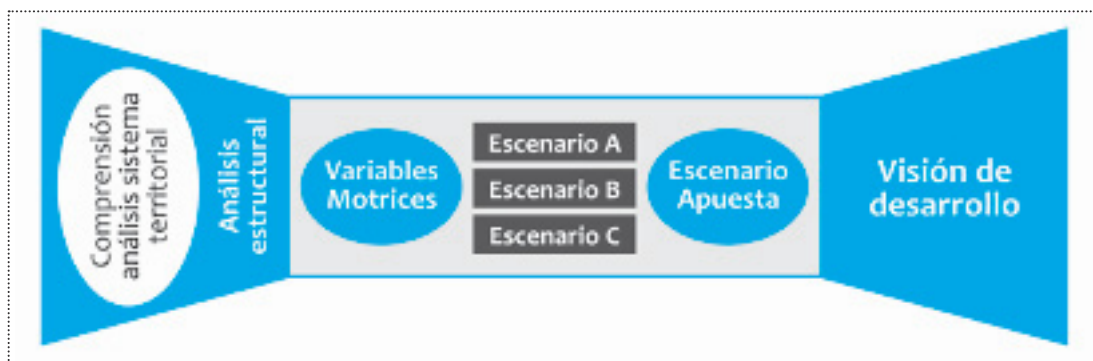 Comprensión
análisis sistema
territorial
Análisis
estructural
Variables
Motrices
Escenario A
Escenario B
Escenario C
Escenario
Apuesta
Visión de
desarrollo